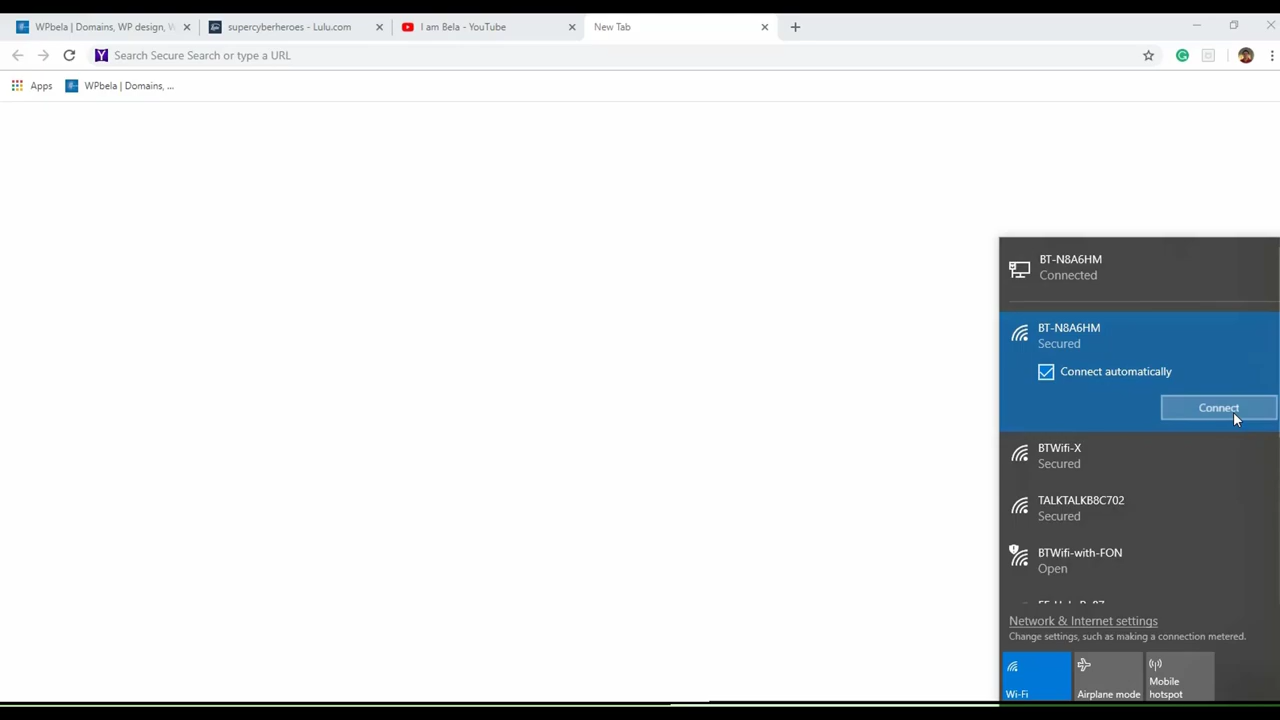 WPbela | Domains, WP design, W
supercyberheroes - Lulu.com
I am Bela - YouTube
New Tab
Search Secure Search or type a URL
Apps
WPbela | Domains, ...
BT-N8A6HM
Connected
BT-N8A6HM
Secured
Connect automatically
Connect
BTWifi-X
Secured
TALKTALKB8C702
Secured
BTWifi-with-FON
Open
Network & Internet settings
Change settings, such as making a connection metered.
Wi-Fi
Airplane mode
Mobile
hotspot